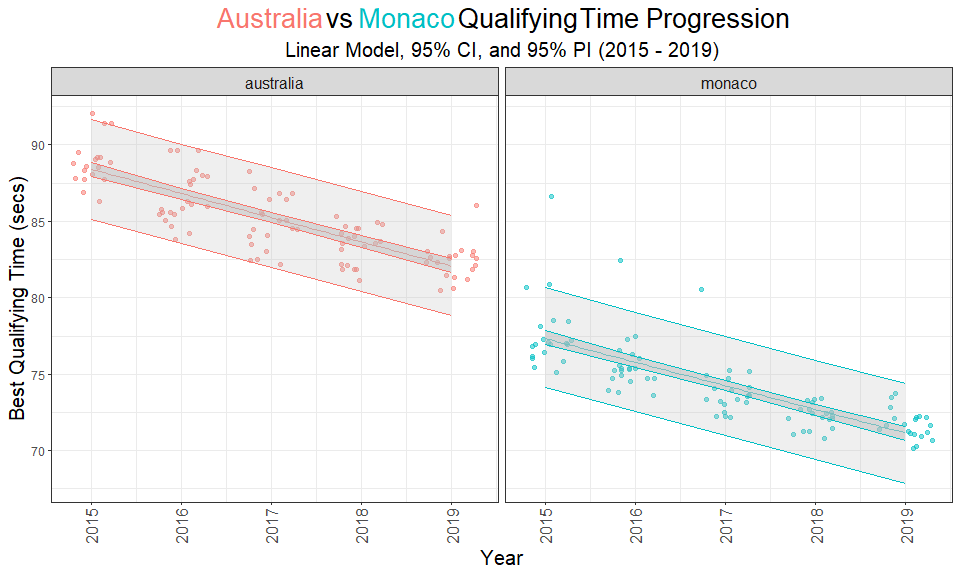 Australia vs Monaco Qualifying Time Progression
Linear Model, 95% CI, and 95% PI (2015 - 2019)
australia
monaco
Best Qualifying Time (secs)
90
85
80
75
70
2015 2016 2017 2018 2019
2015 2016 2017 2018 2019
Year